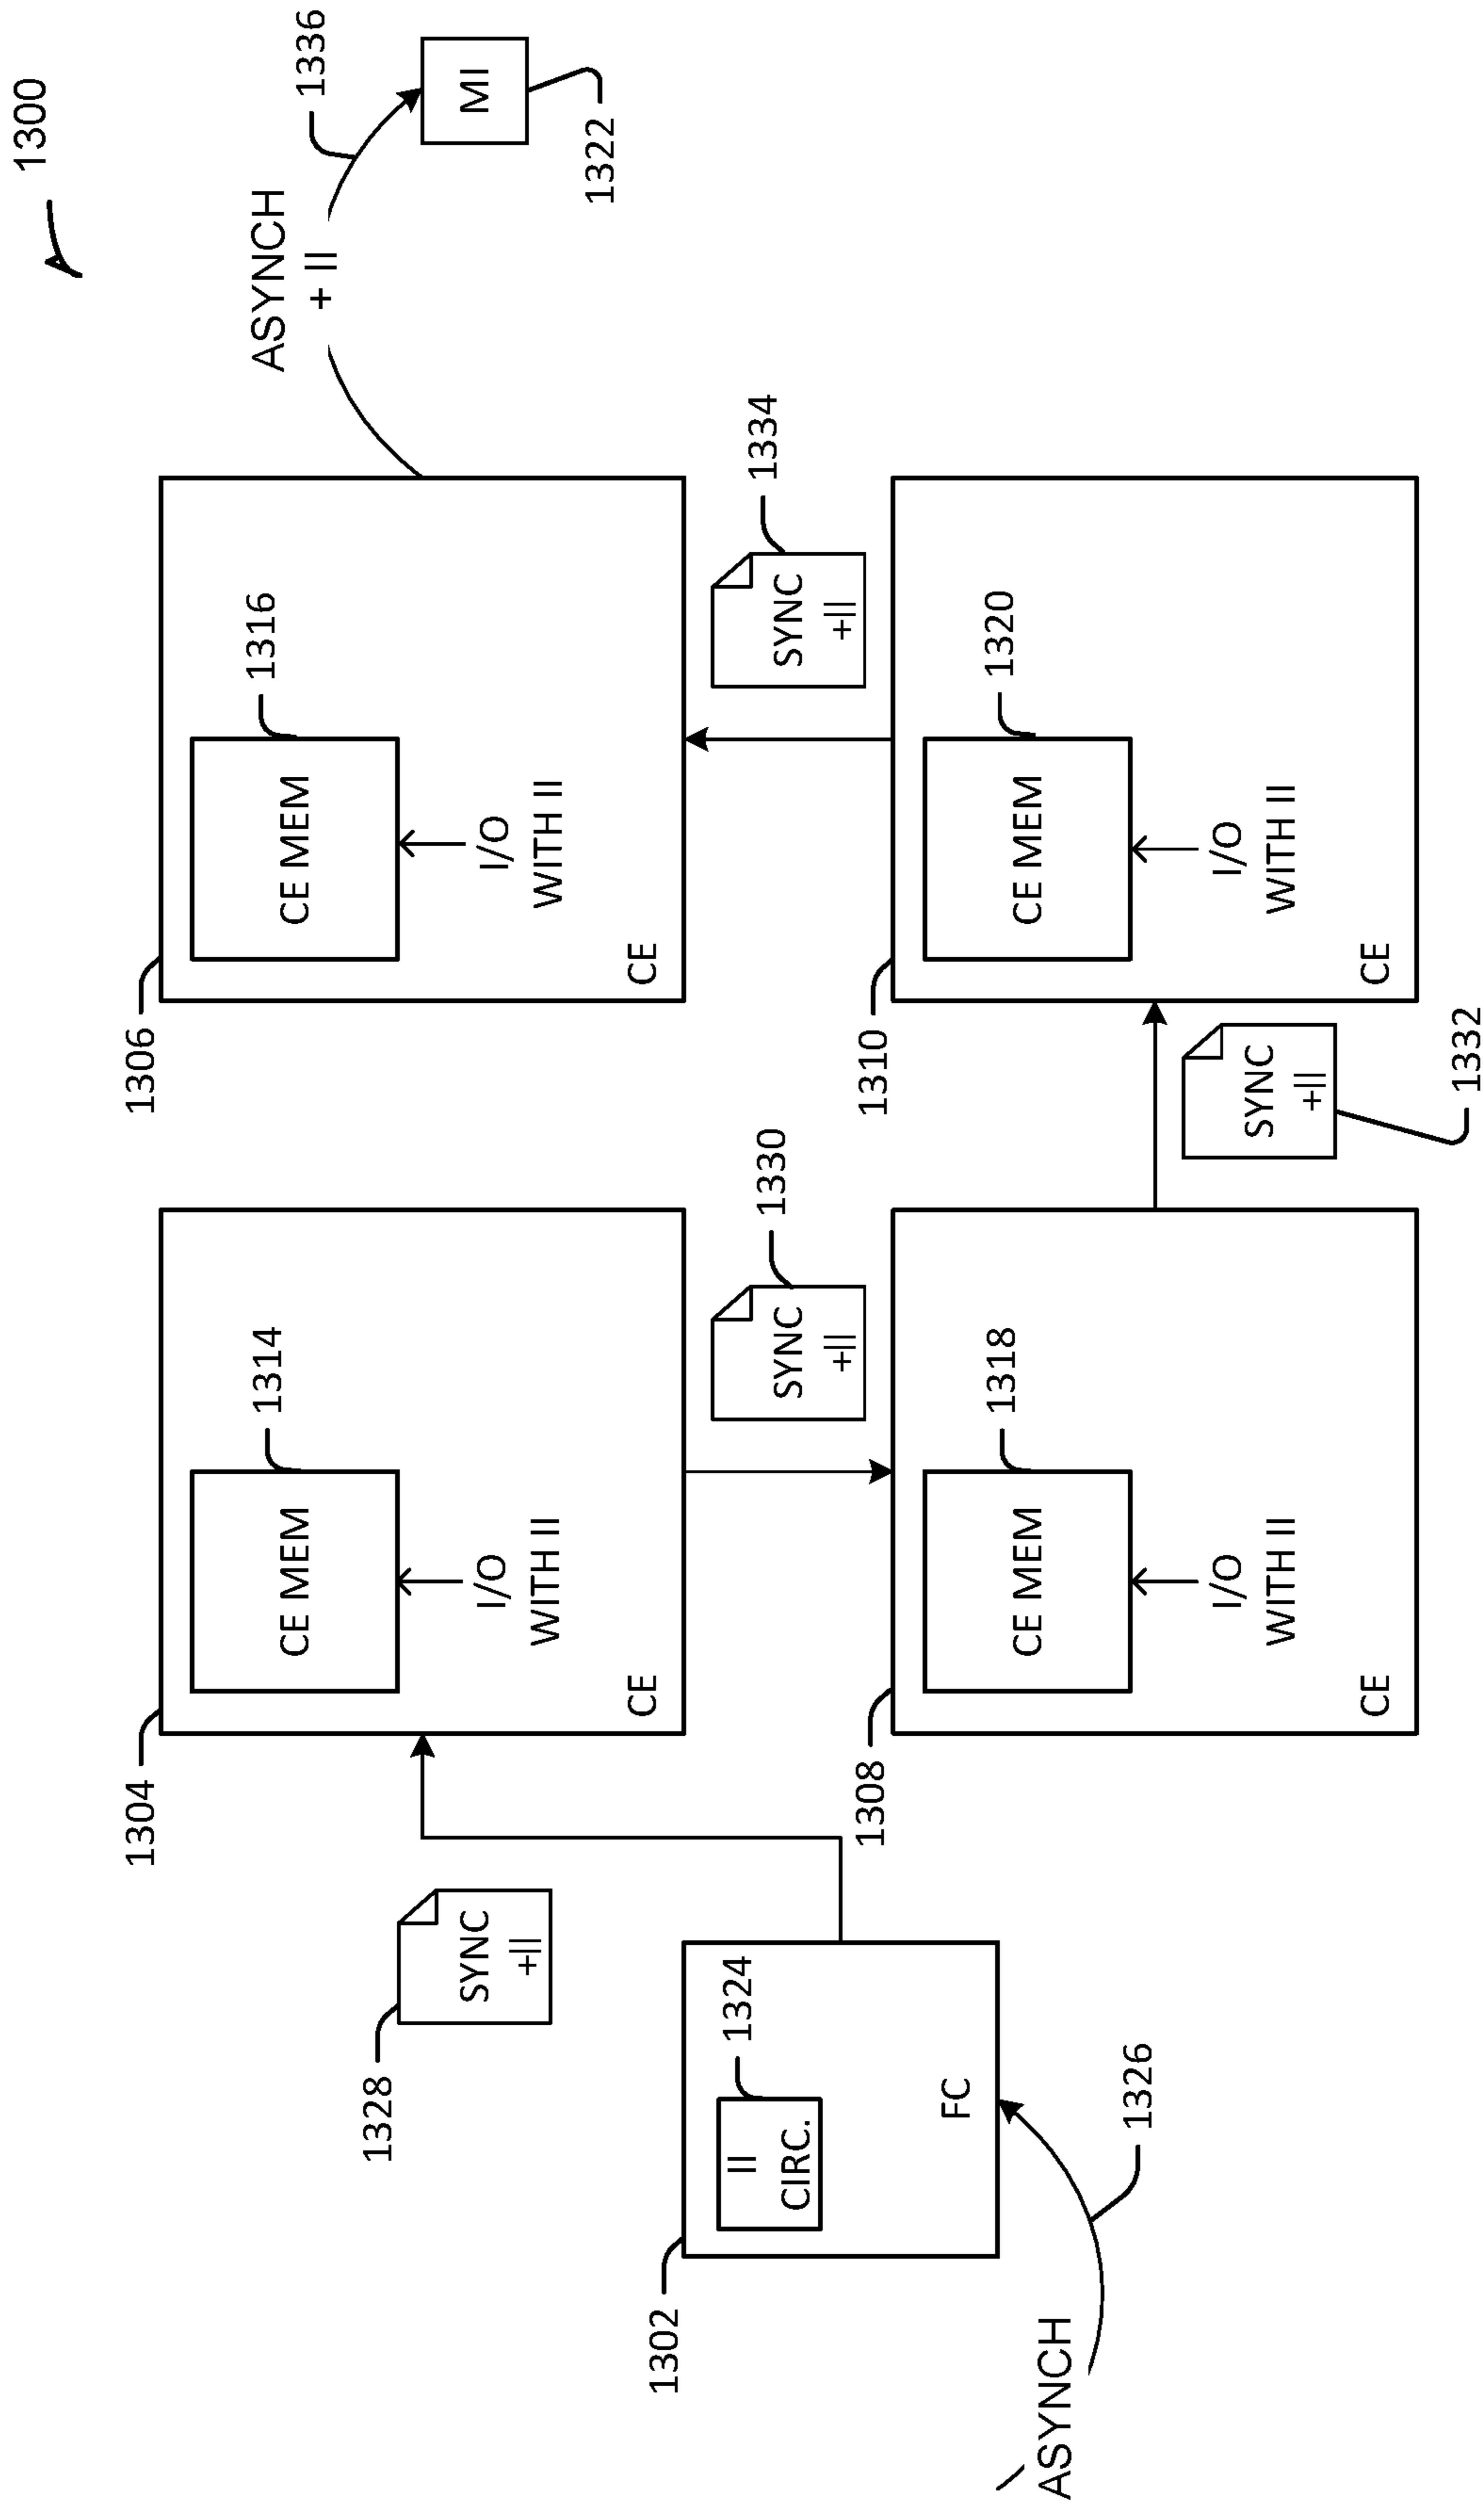 1300
ASYNCH
+ II
1336
MI
1322
1306
CE MEM
1316
I/O
WITH II
CE
SYNC
+II
1334
1310
CE MEM
1320
I/O
WITH II
CE
1304
CE MEM
1314
I/O
WITH II
CE
SYNC
+II
1330
SYNC
+II
1332
1308
CE MEM
1318
I/O
WITH II
CE
1328
SYNC
+II
1302
II
CIRC.
1324
FC
ASYNCH
1326